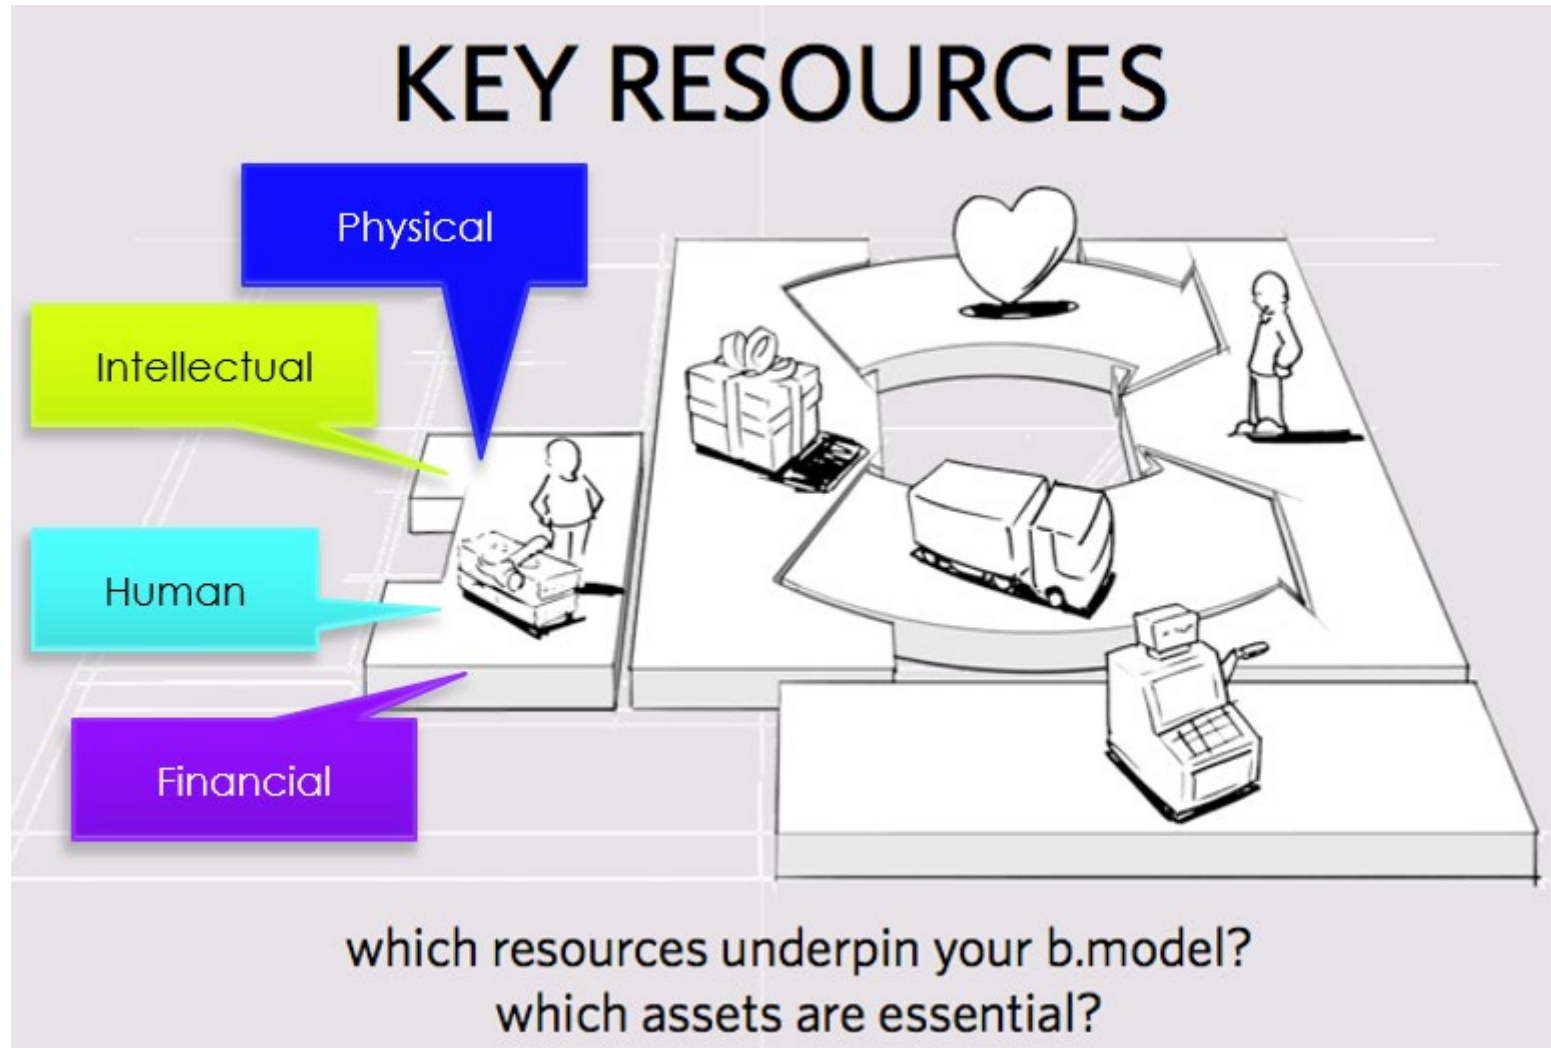 KEY RESOURCES
Physical
Intellectual
Human
Financial
which resources underpin your b.model?
which assets are essential?